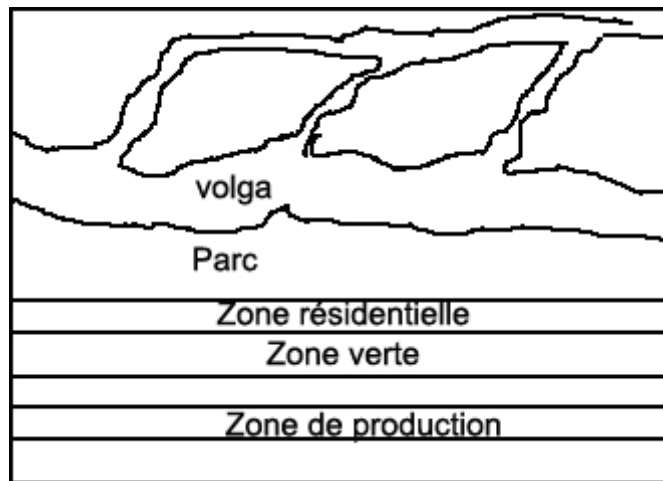 volga
Parc
Zone résidentielle
Zone verte
Zone de production